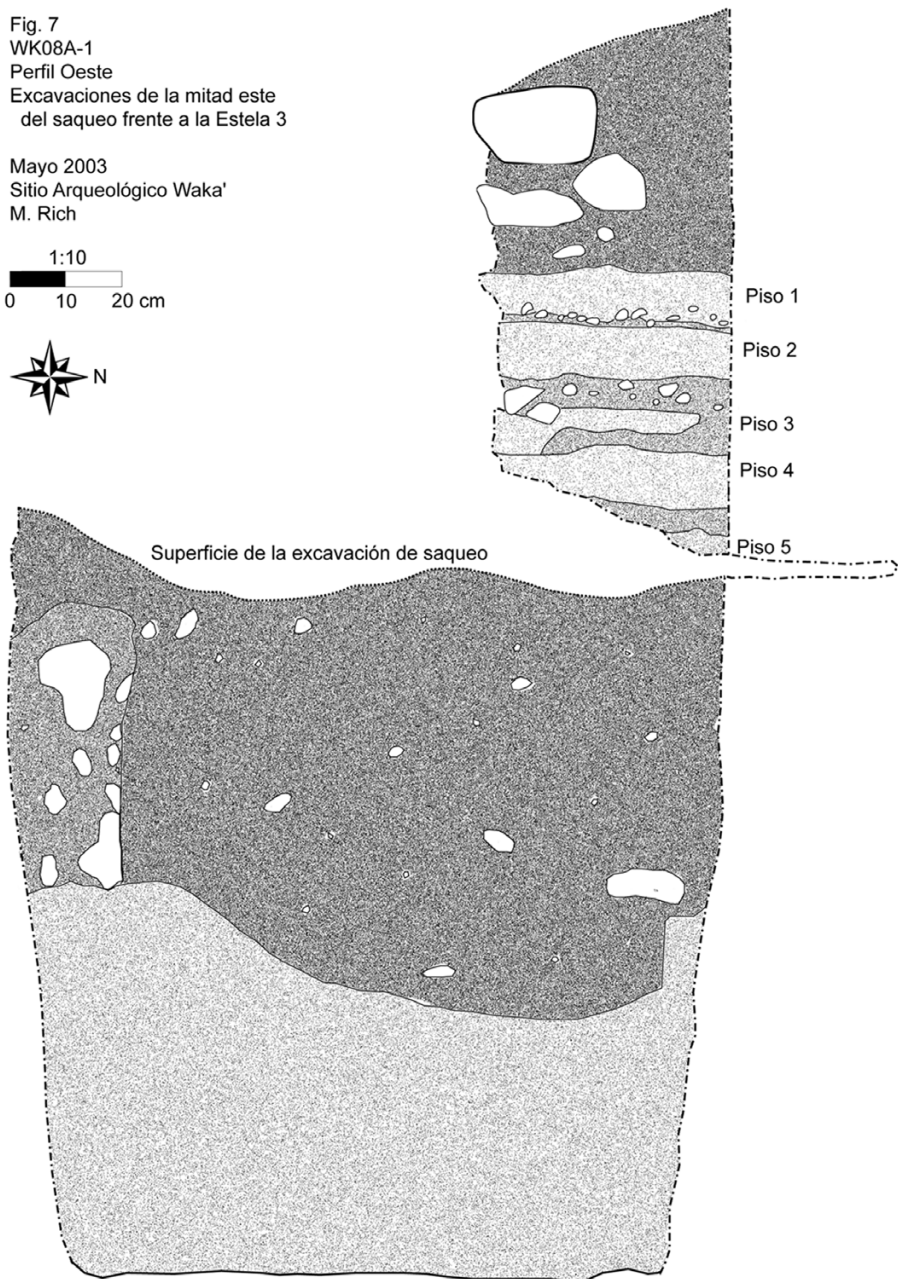 Fig. 7
WK08A-1
Perfil Oeste
Excavaciones de la mitad este
del saqueo frente a la Estela 3
Mayo 2003
Sitio Arqueológico Waka'
M. Rich
1:10
0 10 20 cm
N
Piso 1
Piso 2
Piso 3
Piso 4
Piso 5
Superficie de la excavación de saqueo